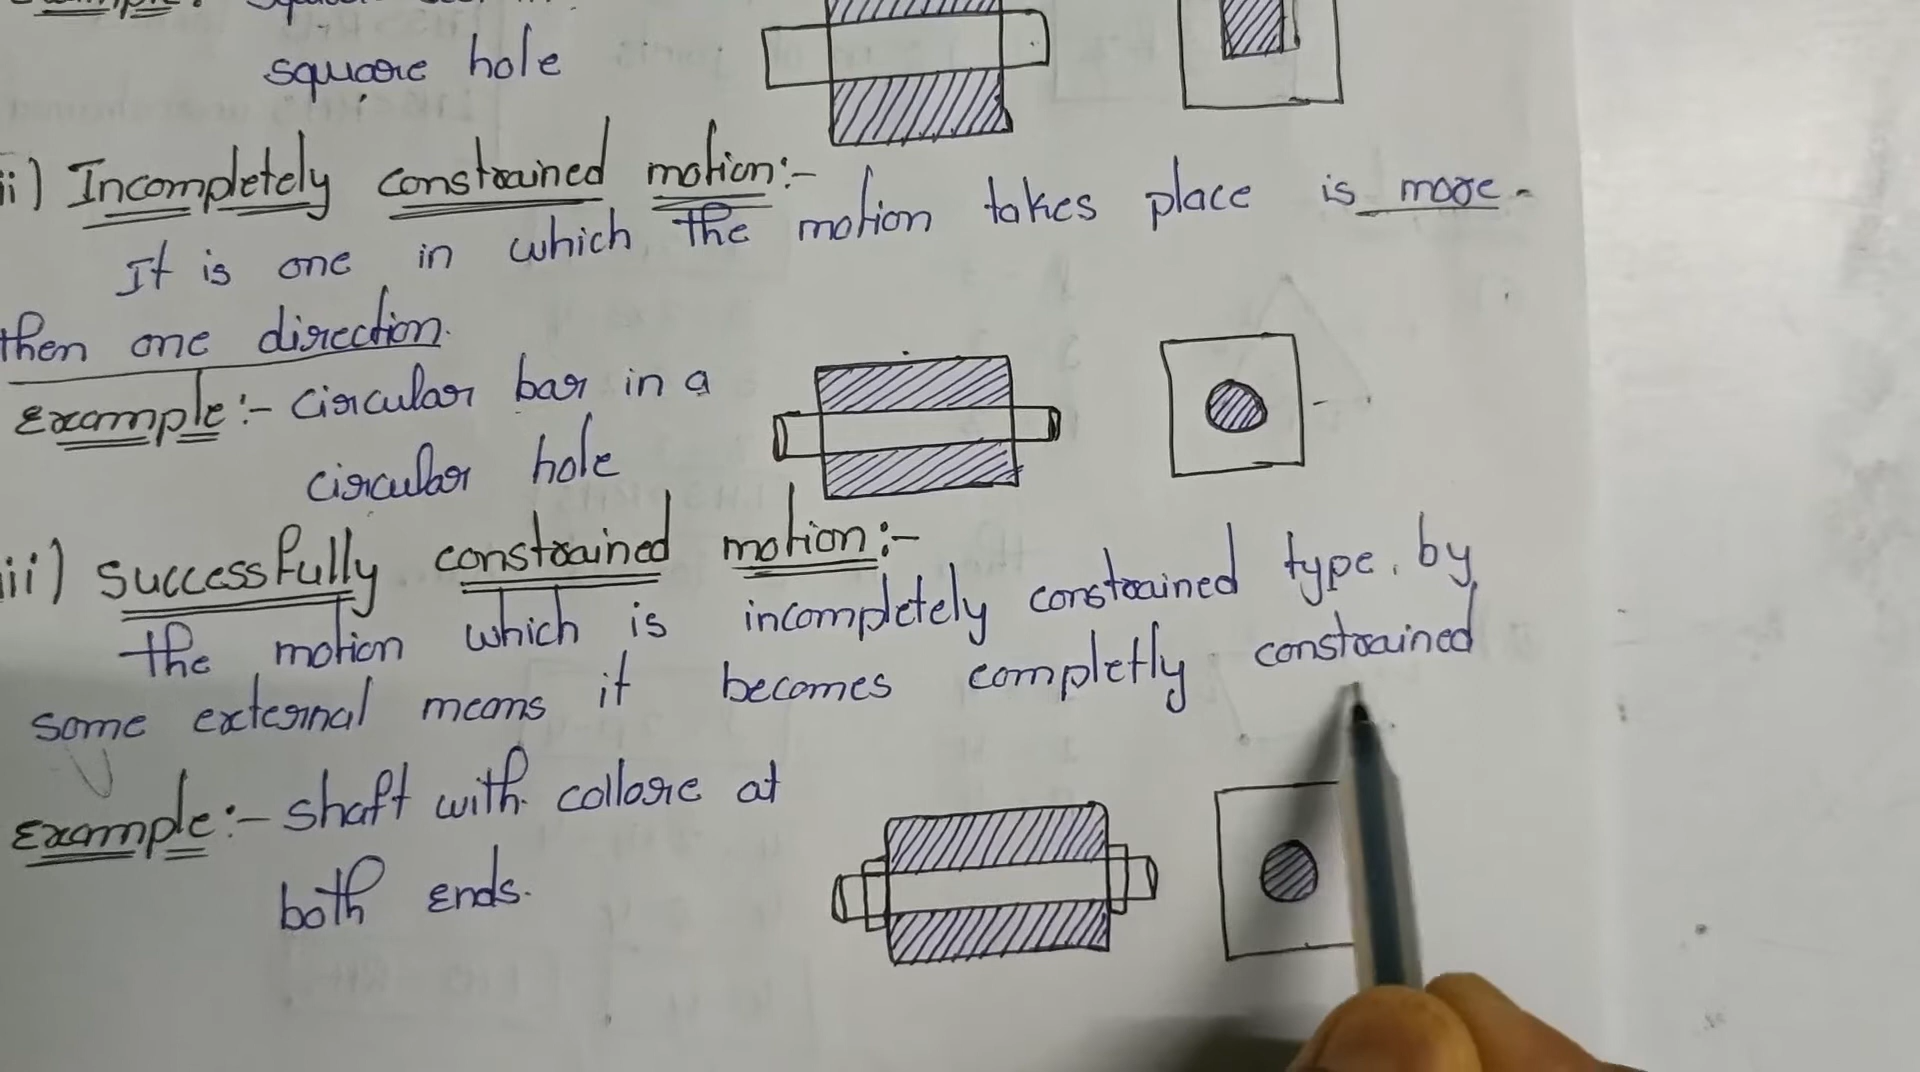 square hole
ii) Incompletely constrained motion:-
It is one in which the motion takes place is more
then one direction.
Example:- circular bar in a
circular hole
iii) Successfully constrained motion:-
the motion which is incompletely constrained type. by
some external means it becomes completly constrained
Example:- shaft with collore at
both ends.